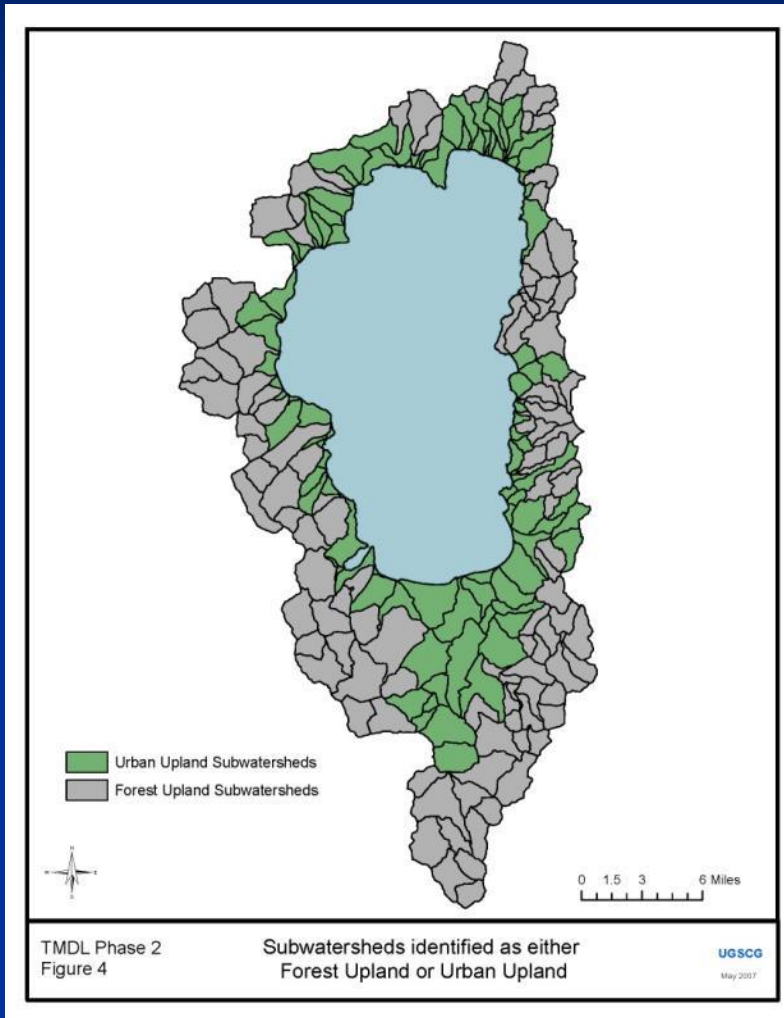 Urban Upland Subwatersheds
Forest Upland Subwatersheds
N
S
0 1.5 3 6 Miles
TMDL Phase 2
Figure 4
Subwatersheds identified as either
Forest Upland or Urban Upland
UGSCG
May 2007